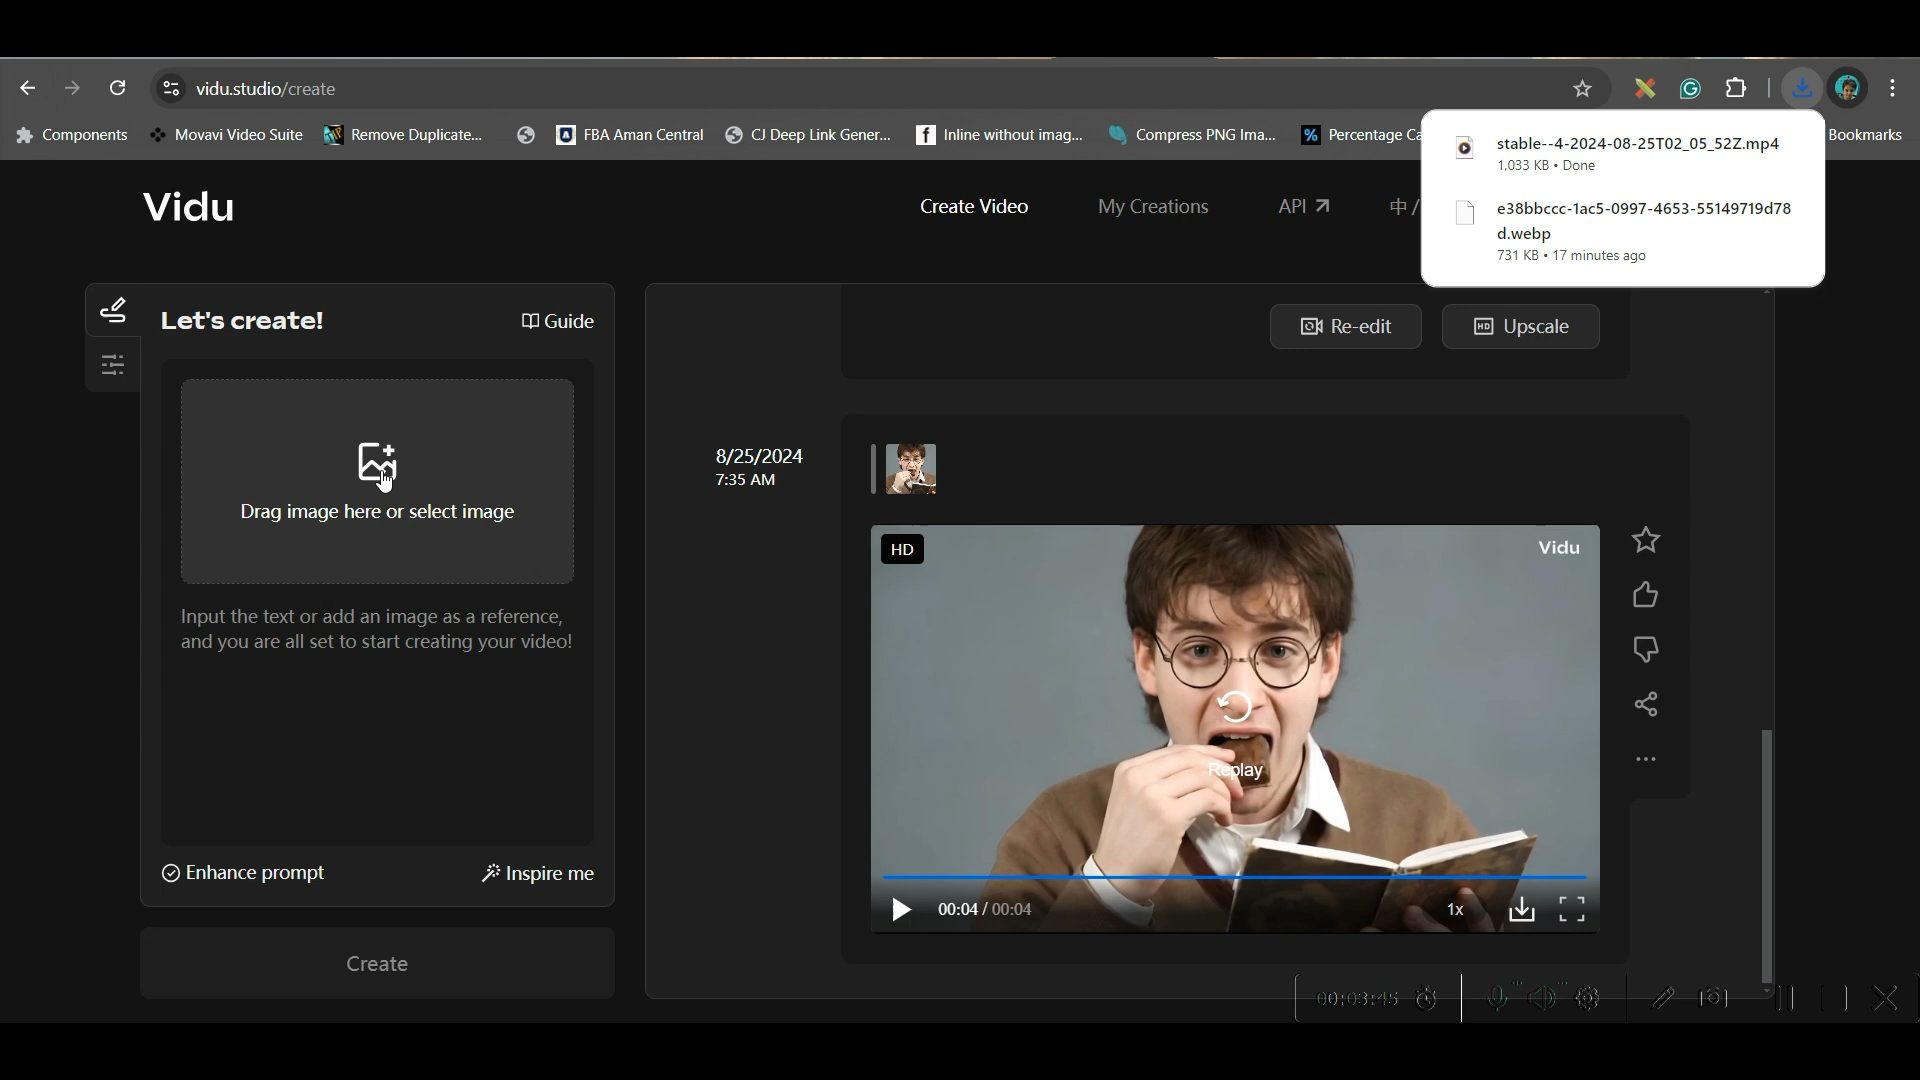 vidu.studio/create
Components
Movavi Video Suite
Remove Duplicate...
FBA Aman Central
CJ Deep Link Gener...
Inline without imag...
Compress PNG Ima...
Percentage Ca
Bookmarks
stable--4-2024-08-25T02_05_52Z.mp4
1,033 KB • Done
e38bbccc-1ac5-0997-4653-55149719d78
d.webp
731 KB • 17 minutes ago
Vidu
Create Video
My Creations
API
中 /
Let's create!
Guide
Re-edit
HD Upscale
Drag image here or select image
8/25/2024
7:35 AM
HD
Vidu
Input the text or add an image as a reference,
and you are all set to start creating your video!
Replay
Enhance prompt
Inspire me
00:04 / 00:04
1x
Create
00:03:45